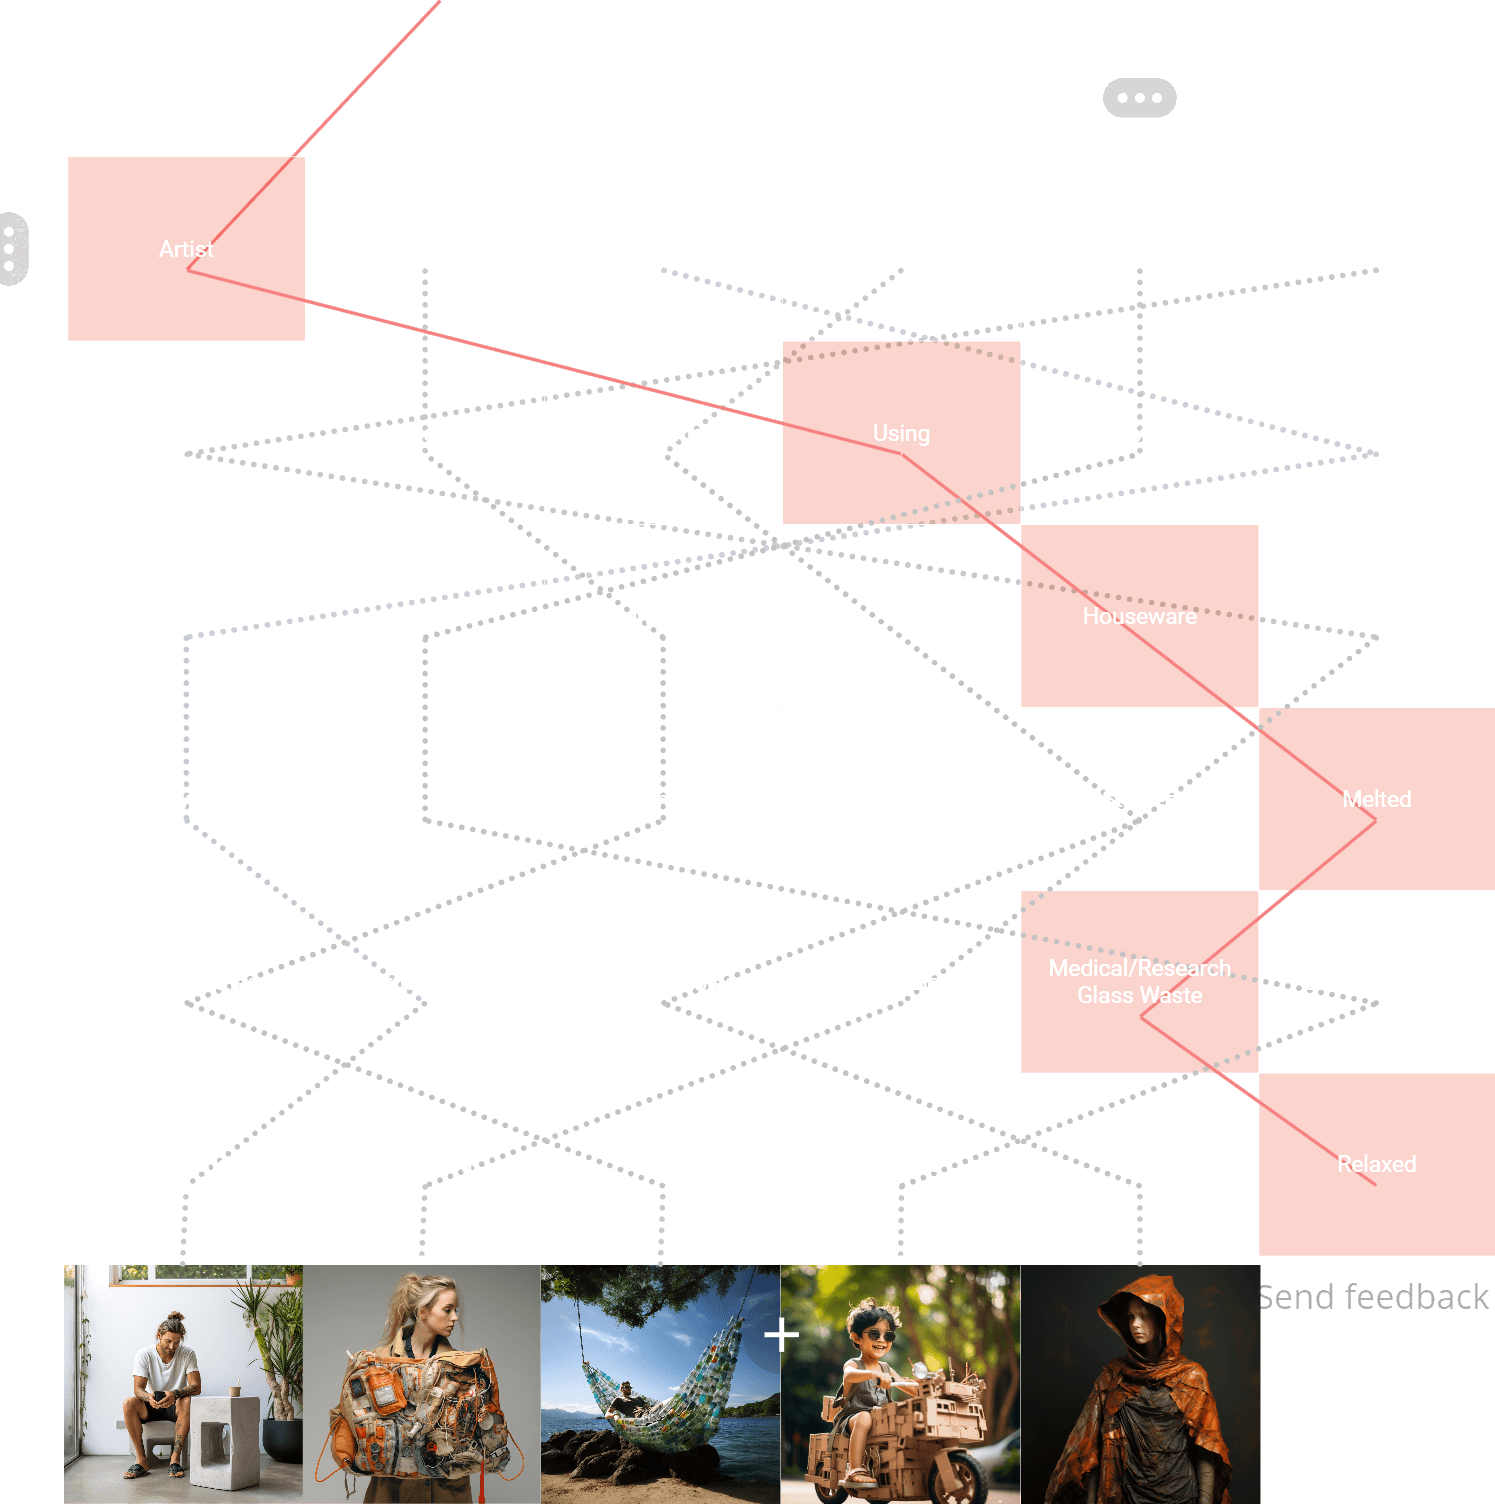 Artist
Using
Houseware
Melted
Medical/Research
Glass Waste
Relaxed
Send feedback